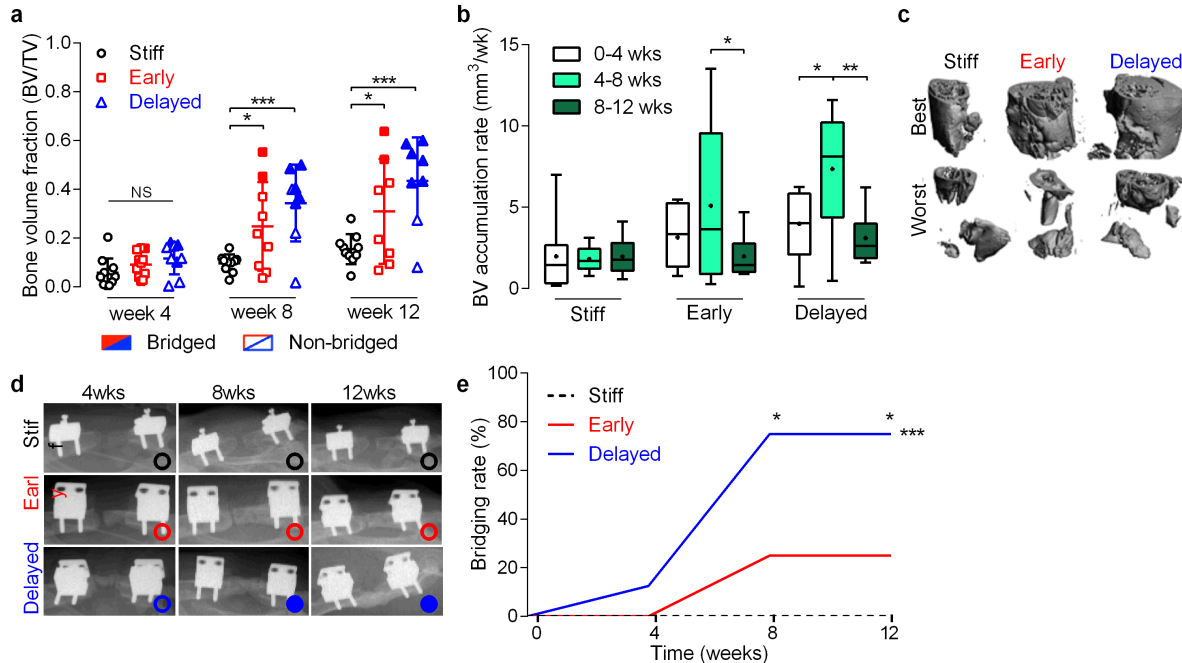 a
Bone volume fraction (BV/TV)
1.0
0.8
0.6
0.4
0.2
0.0
Stiff
Early
Delayed
NS
*
***
*
***
week 4
week 8
week 12
Bridged
Non-bridged
b
BV accumulation rate (mm3/wk)
15
10
5
0
0-4 wks
4-8 wks
8-12 wks
*
*
**
Stiff
Early
Delayed
c
Stiff
Early
Delayed
Best
Worst
d
4wks
8wks
12wks
Stif
f
Earl
y
Delayed
e
Bridging rate (%)
100
80
60
40
20
0
Stiff
Early
Delayed
*
*
***
0
4
8
12
Time (weeks)